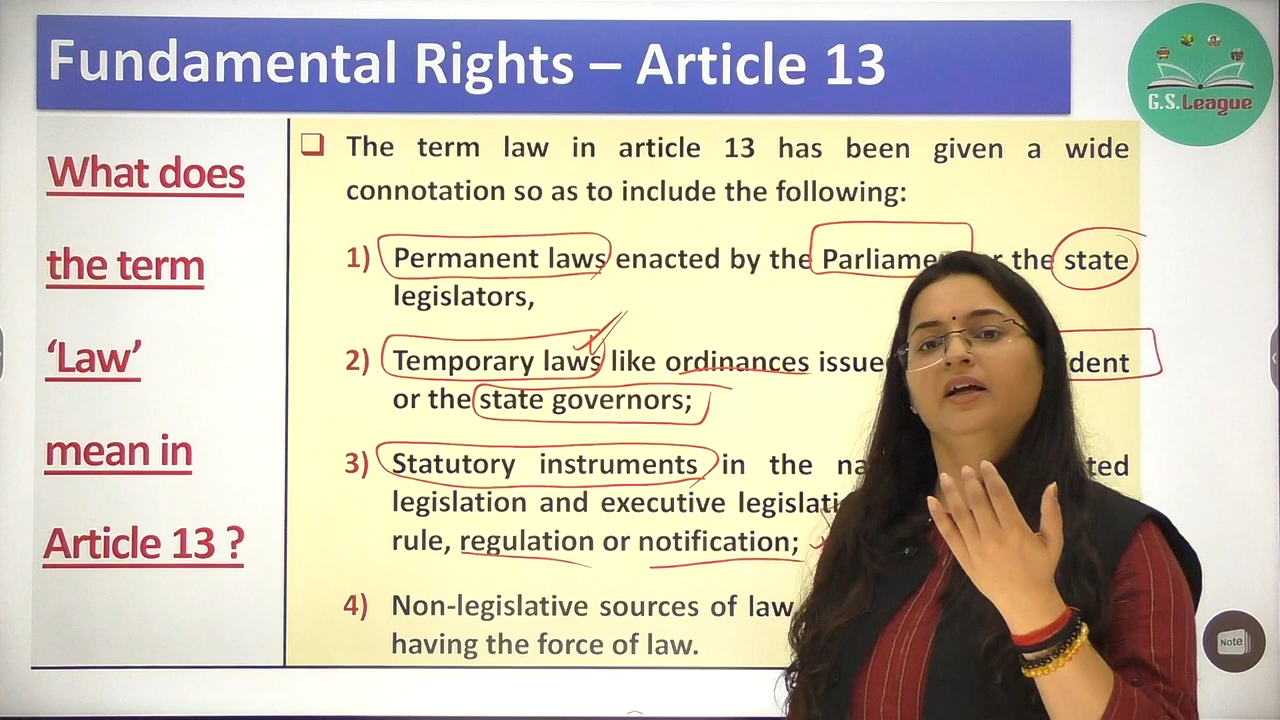 Fundamental Rights – Article 13
G.S.League
What does
the term
‘Law’
mean in
Article 13 ?
❑ The term law in article 13 has been given a wide
connotation so as to include the following:
1) Permanent laws enacted by the Parliamen r the state
legislators,
2) Temporary laws like ordinances issue dent
or the state governors;
3) Statutory instruments in the na ted
legislation and executive legislati
rule, regulation or notification;
4) Non-legislative sources of law
having the force of law.
Note